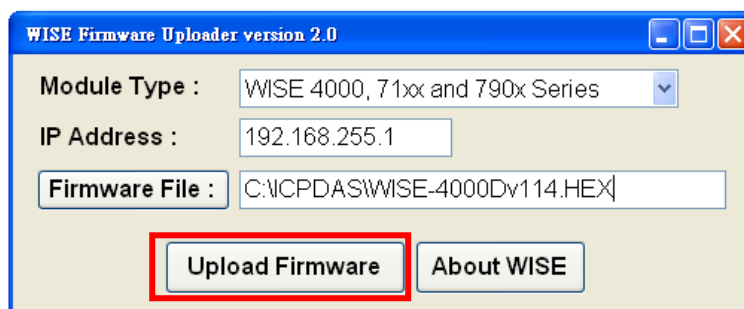 WISE Firmware Uploader version 2.0
Module Type : WISE 4000, 71xx and 790x Series
IP Address : 192.168.255.1
Firmware File : C:\ICPDAS\WISE-4000Dv114.HEX
Upload Firmware About WISE